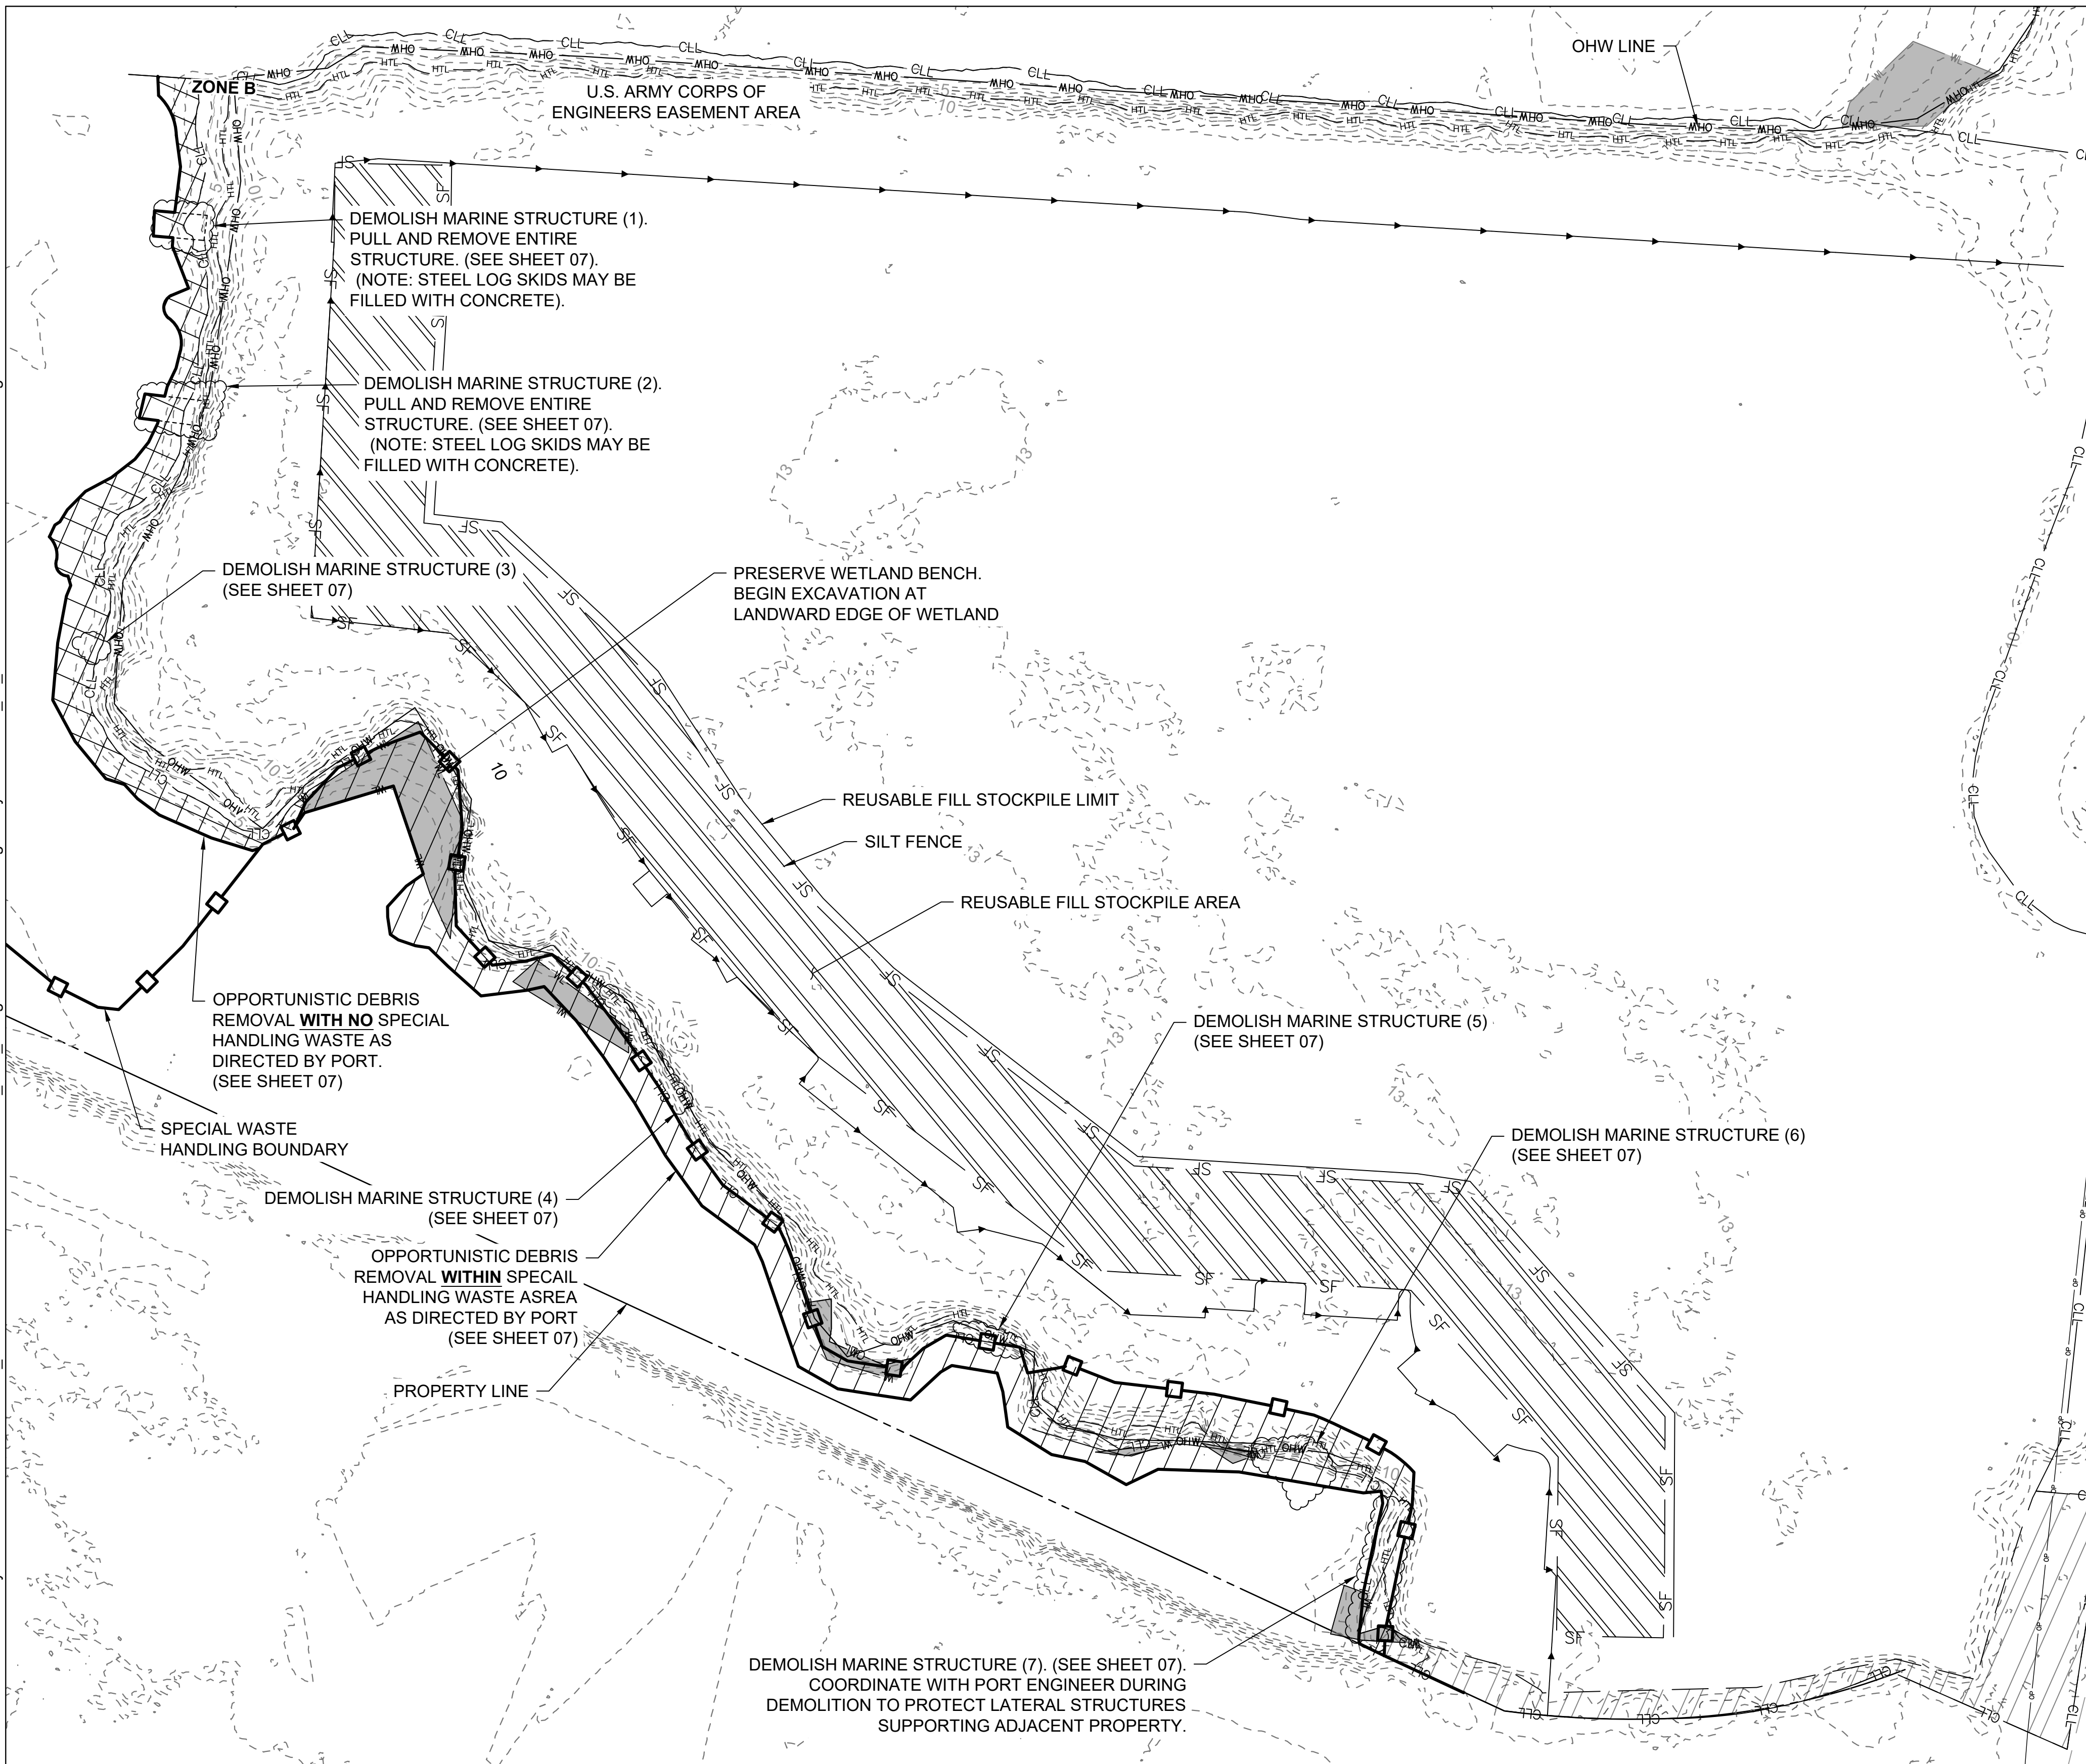 OHW LINE
ZONE B
U.S. ARMY CORPS OF
ENGINEERS EASEMENT AREA
DEMOLISH MARINE STRUCTURE (1).
PULL AND REMOVE ENTIRE
STRUCTURE. (SEE SHEET 07).
(NOTE: STEEL LOG SKIDS MAY BE
FILLED WITH CONCRETE).
DEMOLISH MARINE STRUCTURE (2).
PULL AND REMOVE ENTIRE
STRUCTURE. (SEE SHEET 07).
(NOTE: STEEL LOG SKIDS MAY BE
FILLED WITH CONCRETE).
DEMOLISH MARINE STRUCTURE (3)
(SEE SHEET 07)
PRESERVE WETLAND BENCH.
BEGIN EXCAVATION AT
LANDWARD EDGE OF WETLAND
REUSABLE FILL STOCKPILE LIMIT
SILT FENCE
REUSABLE FILL STOCKPILE AREA
OPPORTUNISTIC DEBRIS
REMOVAL WITH NO SPECIAL
HANDLING WASTE AS
DIRECTED BY PORT.
(SEE SHEET 07)
DEMOLISH MARINE STRUCTURE (5)
(SEE SHEET 07)
SPECIAL WASTE
HANDLING BOUNDARY
DEMOLISH MARINE STRUCTURE (6)
(SEE SHEET 07)
DEMOLISH MARINE STRUCTURE (4)
(SEE SHEET 07)
OPPORTUNISTIC DEBRIS
REMOVAL WITHIN SPECAIL
HANDLING WASTE ASREA
AS DIRECTED BY PORT
(SEE SHEET 07)
PROPERTY LINE
DEMOLISH MARINE STRUCTURE (7). (SEE SHEET 07).
COORDINATE WITH PORT ENGINEER DURING
DEMOLITION TO PROTECT LATERAL STRUCTURES
SUPPORTING ADJACENT PROPERTY.
CLL
OHW
HTL
SF
WL
5
10
13